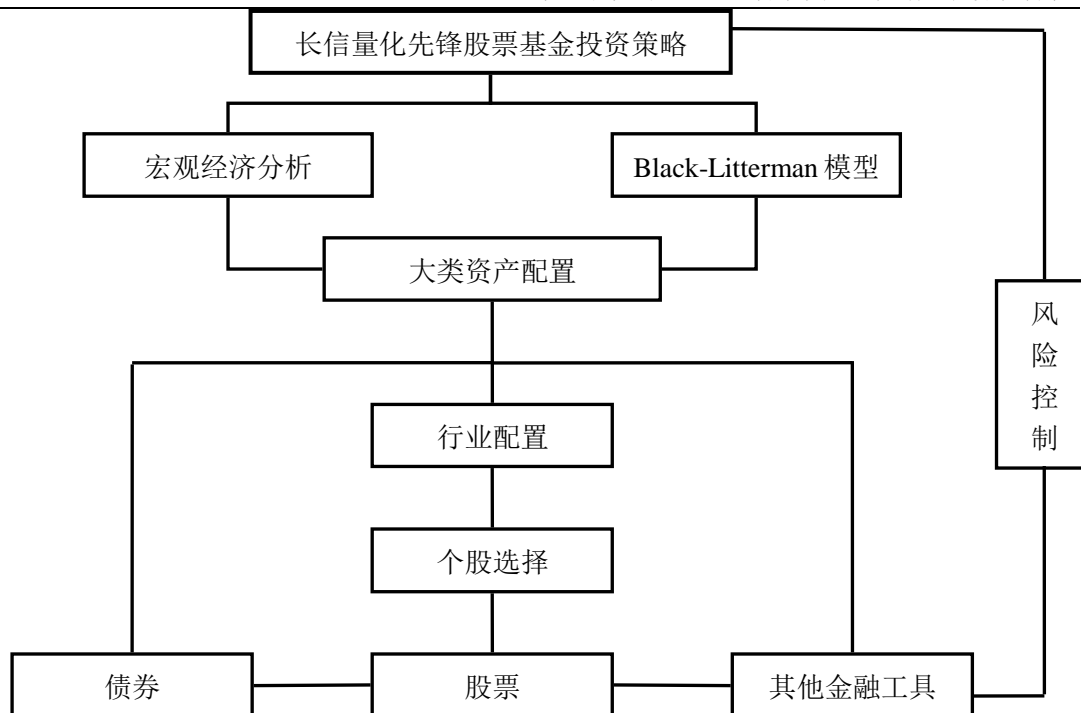 长信量化先锋股票基金投资策略
宏观经济分析
Black-Litterman 模型
大类资产配置
风
险
控
制
行业配置
个股选择
债券
股票
其他金融工具